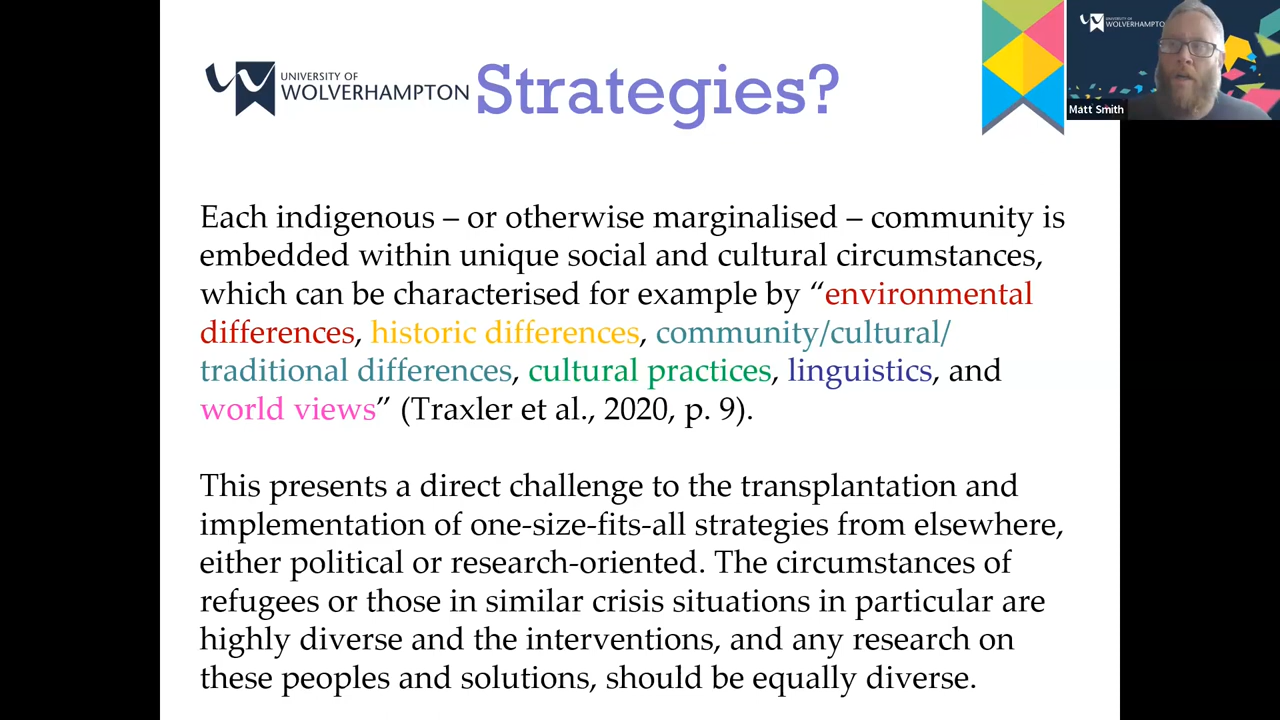 UNIVERSITY OF
WOLVERHAMPTON
Strategies?
UNIVERSITY OF
WOLVERHAMPTON
Matt Smith
Each indigenous – or otherwise marginalised – community is
embedded within unique social and cultural circumstances,
which can be characterised for example by “environmental
differences, historic differences, community/cultural/
traditional differences, cultural practices, linguistics, and
world views” (Traxler et al., 2020, p. 9).
This presents a direct challenge to the transplantation and
implementation of one-size-fits-all strategies from elsewhere,
either political or research-oriented. The circumstances of
refugees or those in similar crisis situations in particular are
highly diverse and the interventions, and any research on
these peoples and solutions, should be equally diverse.